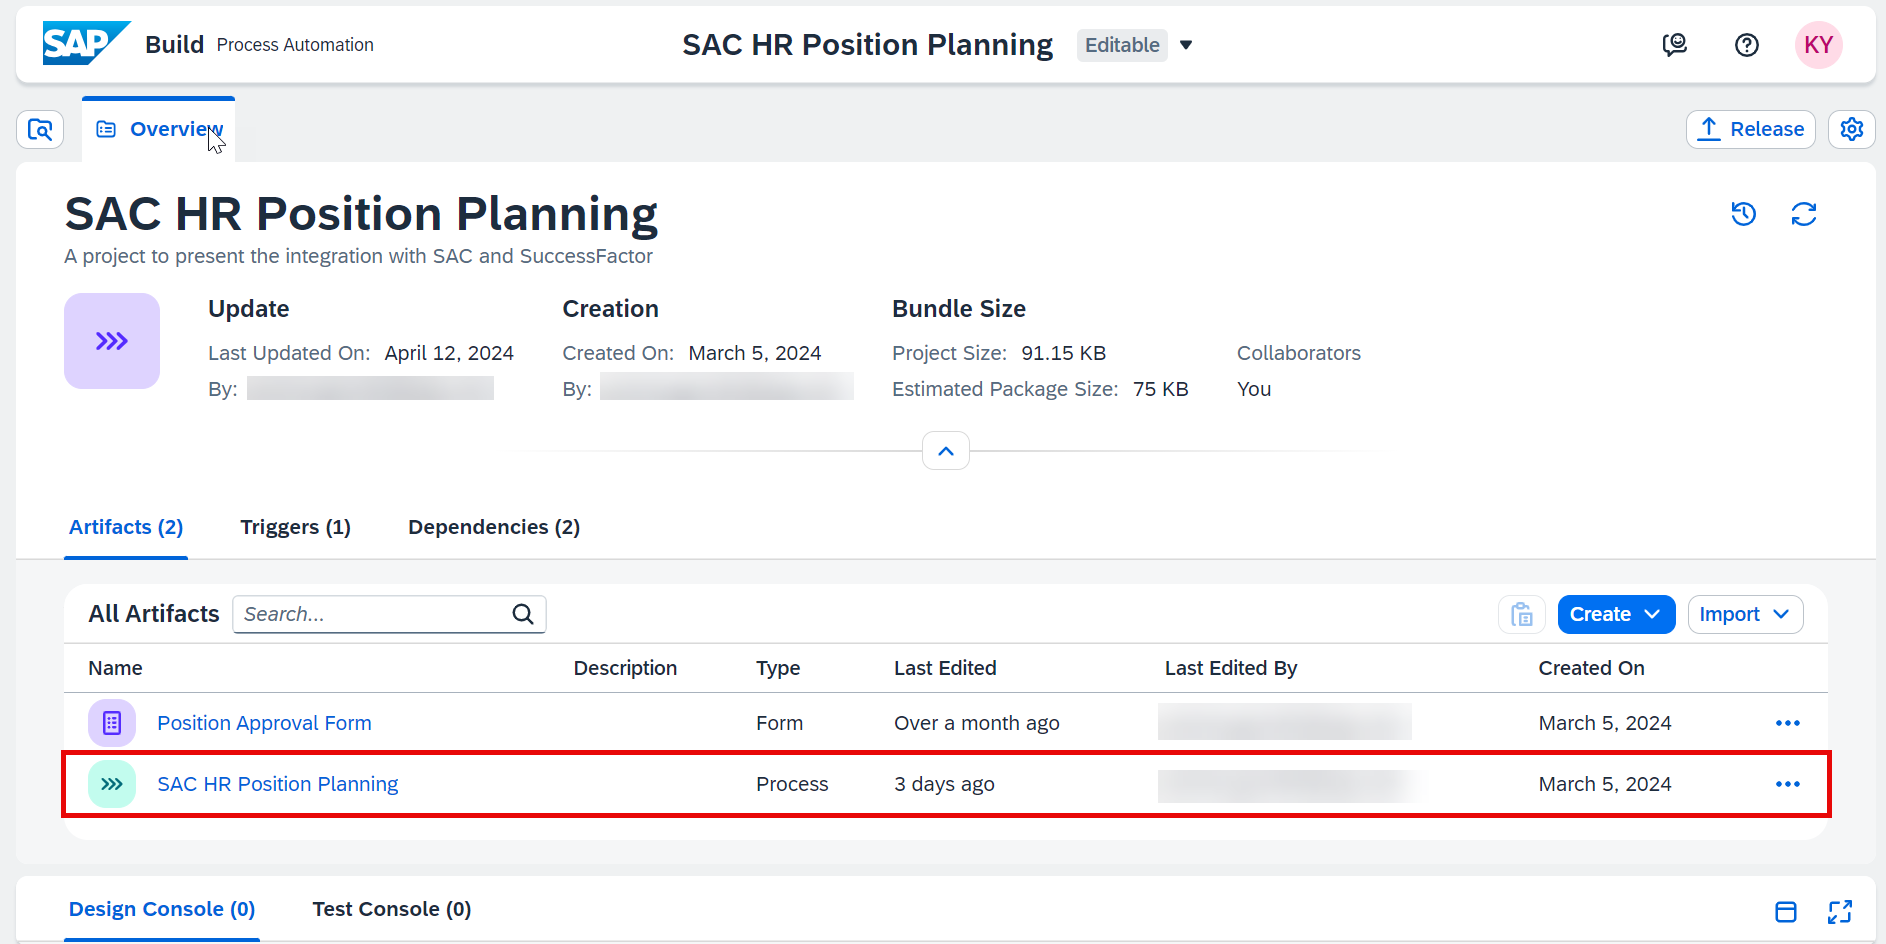 SAP Build Process Automation SAC HR Position Planning Editable KY
Overview Release
SAC HR Position Planning
A project to present the integration with SAC and SuccessFactor
Update Creation Bundle Size
Last Updated On: April 12, 2024 Created On: March 5, 2024 Project Size: 91.15 KB Collaborators
By: By: Estimated Package Size: 75 KB You
Artifacts (2) Triggers (1) Dependencies (2)
All Artifacts Search... Create Import
Name Description Type Last Edited Last Edited By Created On
Position Approval Form Form Over a month ago March 5, 2024
SAC HR Position Planning Process 3 days ago March 5, 2024
Design Console (0) Test Console (0)